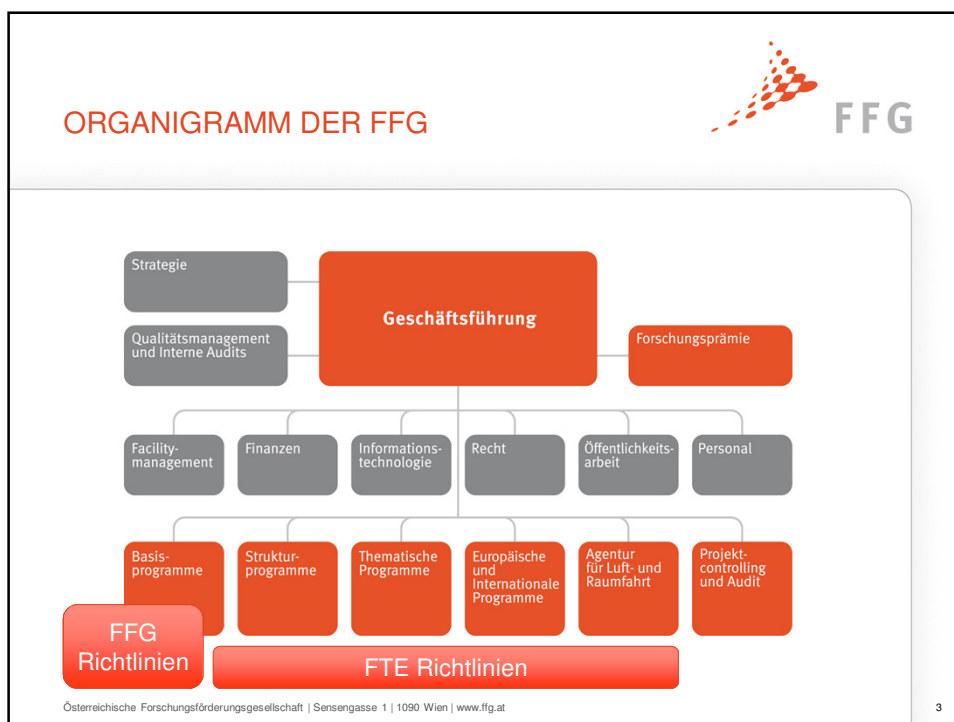 ORGANIGRAMM DER FFG
FFG
Strategie
Geschäftsführung
Qualitätsmanagement
und Interne Audits
Forschungsprämie
Facility-
management
Finanzen
Informations-
technologie
Recht
Öffentlichkeits-
arbeit
Personal
Basis-
programme
Struktur-
programme
Thematische
Programme
Europäische
und
Internationale
Programme
Agentur
für Luft- und
Raumfahrt
Projekt-
controlling
und Audit
FFG
Richtlinien
FTE Richtlinien
Österreichische Forschungsförderungsgesellschaft | Sensengasse 1 | 1090 Wien | www.ffg.at
3